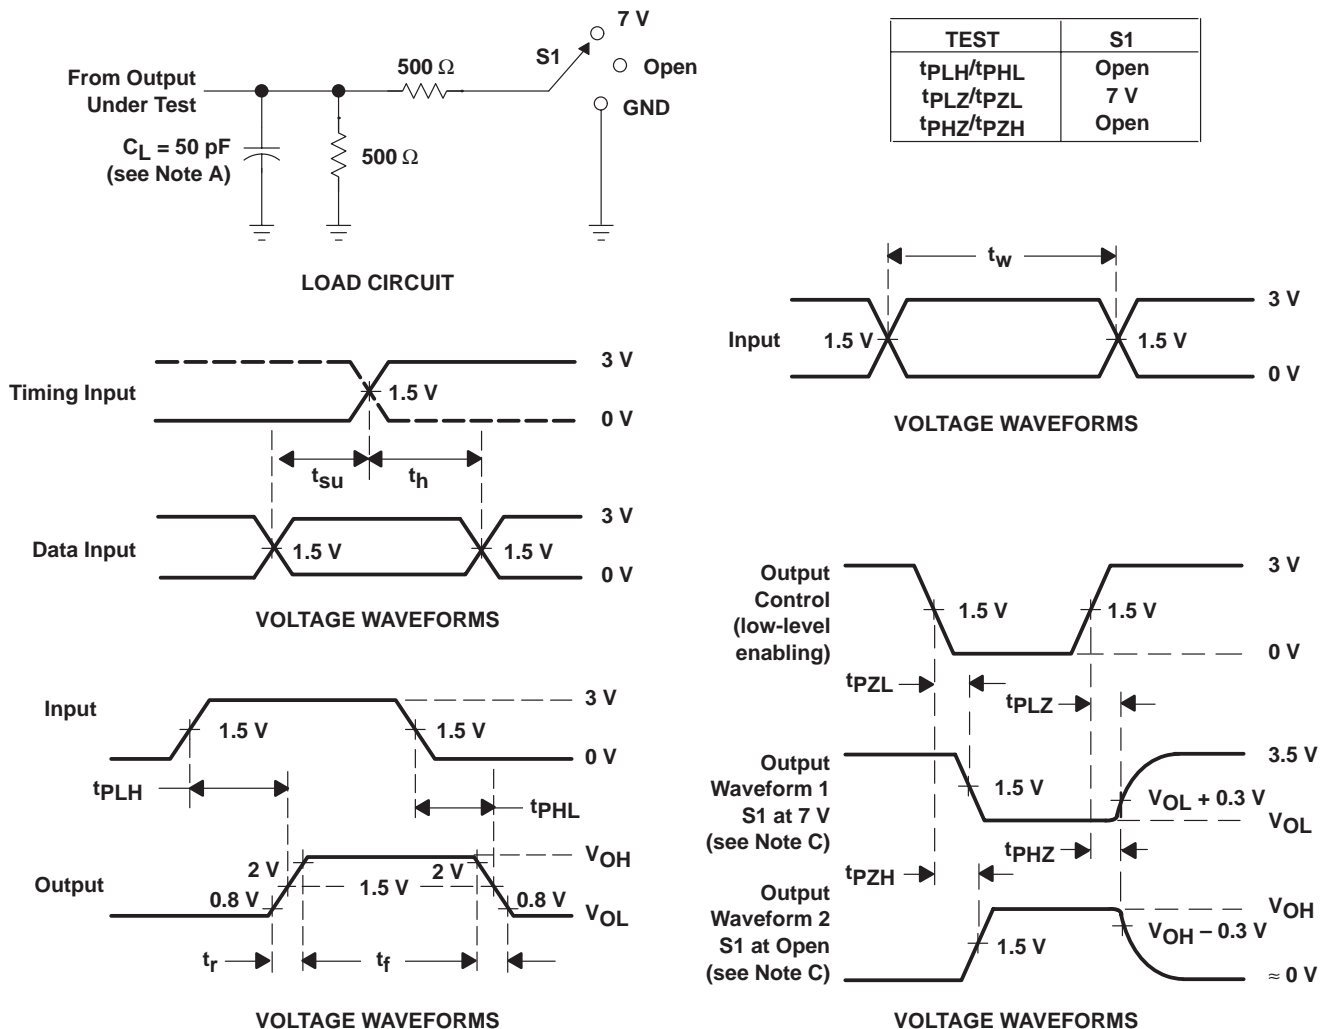 7 V
S1
Open
GND
500 Ω
From Output
Under Test
CL = 50 pF
(see Note A)
500 Ω
LOAD CIRCUIT
TEST S1
tPLH/tPHL Open
tPLZ/tPZL 7 V
tPHZ/tPZH Open
tw
3 V
Input
1.5 V 1.5 V
0 V
VOLTAGE WAVEFORMS
3 V
Timing Input
1.5 V
0 V
tsu th
3 V
Data Input
1.5 V 1.5 V
0 V
VOLTAGE WAVEFORMS
3 V
Input
1.5 V 1.5 V
0 V
tPLH
tPHL
VOH
2 V 2 V
Output
1.5 V
0.8 V 0.8 V
VOL
tr tf
VOLTAGE WAVEFORMS
Output
Control
(low-level
enabling)
3 V
1.5 V 1.5 V
0 V
tPZL
tPLZ
Output
Waveform 1
S1 at 7 V
(see Note C)
3.5 V
1.5 V
VOL + 0.3 V
VOL
tPHZ
tPZH
Output
Waveform 2
S1 at Open
(see Note C)
VOH
VOH – 0.3 V
1.5 V
≈ 0 V
VOLTAGE WAVEFORMS